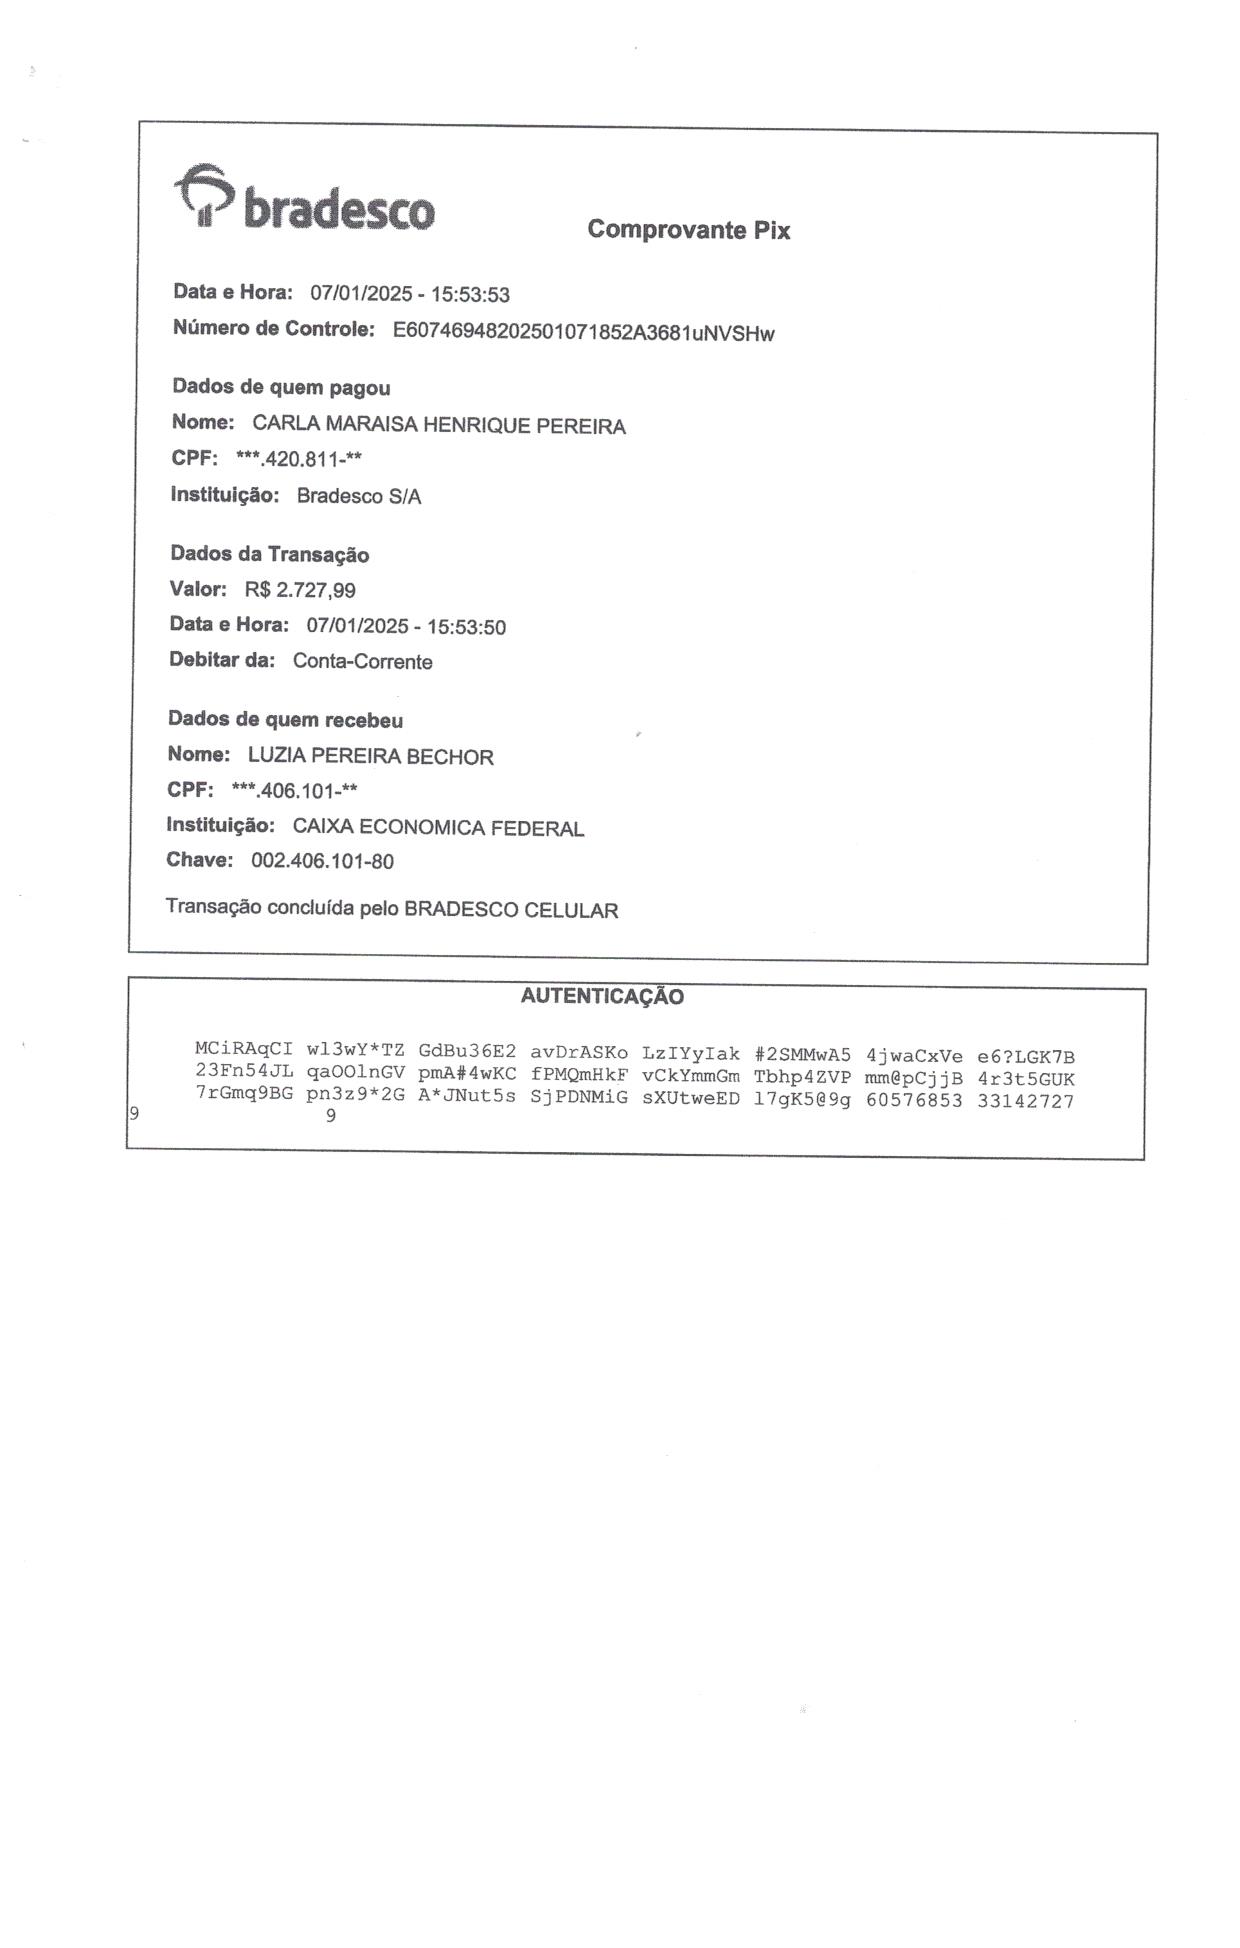 bradesco
Comprovante Pix
Data e Hora: 07/01/2025 - 15:53:53
Número de Controle: E60746948202501071852A3681uNVSHw
Dados de quem pagou
Nome: CARLA MARAISA HENRIQUE PEREIRA
CPF: ***.420.811-**
Instituição: Bradesco S/A
Dados da Transação
Valor: R$ 2.727,99
Data e Hora: 07/01/2025 - 15:53:50
Debitar da: Conta-Corrente
Dados de quem recebeu
Nome: LUZIA PEREIRA BECHOR
CPF: ***.406.101-**
Instituição: CAIXA ECONOMICA FEDERAL
Chave: 002.406.101-80
Transação concluída pelo BRADESCO CELULAR
AUTENTICAÇÃO
MCiRAqCI wl3wY*TZ GdBu36E2 avDrASKo LzIYyIak #2SMMwA5 4jwaCxVe e6?LGK7B
23Fn54JL qaOOlnGV pmA#4wKC fPMQmHkF vCkYmmGm Tbhp4ZVP mm@pCjjB 4r3t5GUK
7rGmq9BG pn3z9*2G A*JNut5s SjPDNMiG sXUtweED l7gK5@9g 60576853 33142727
9 9